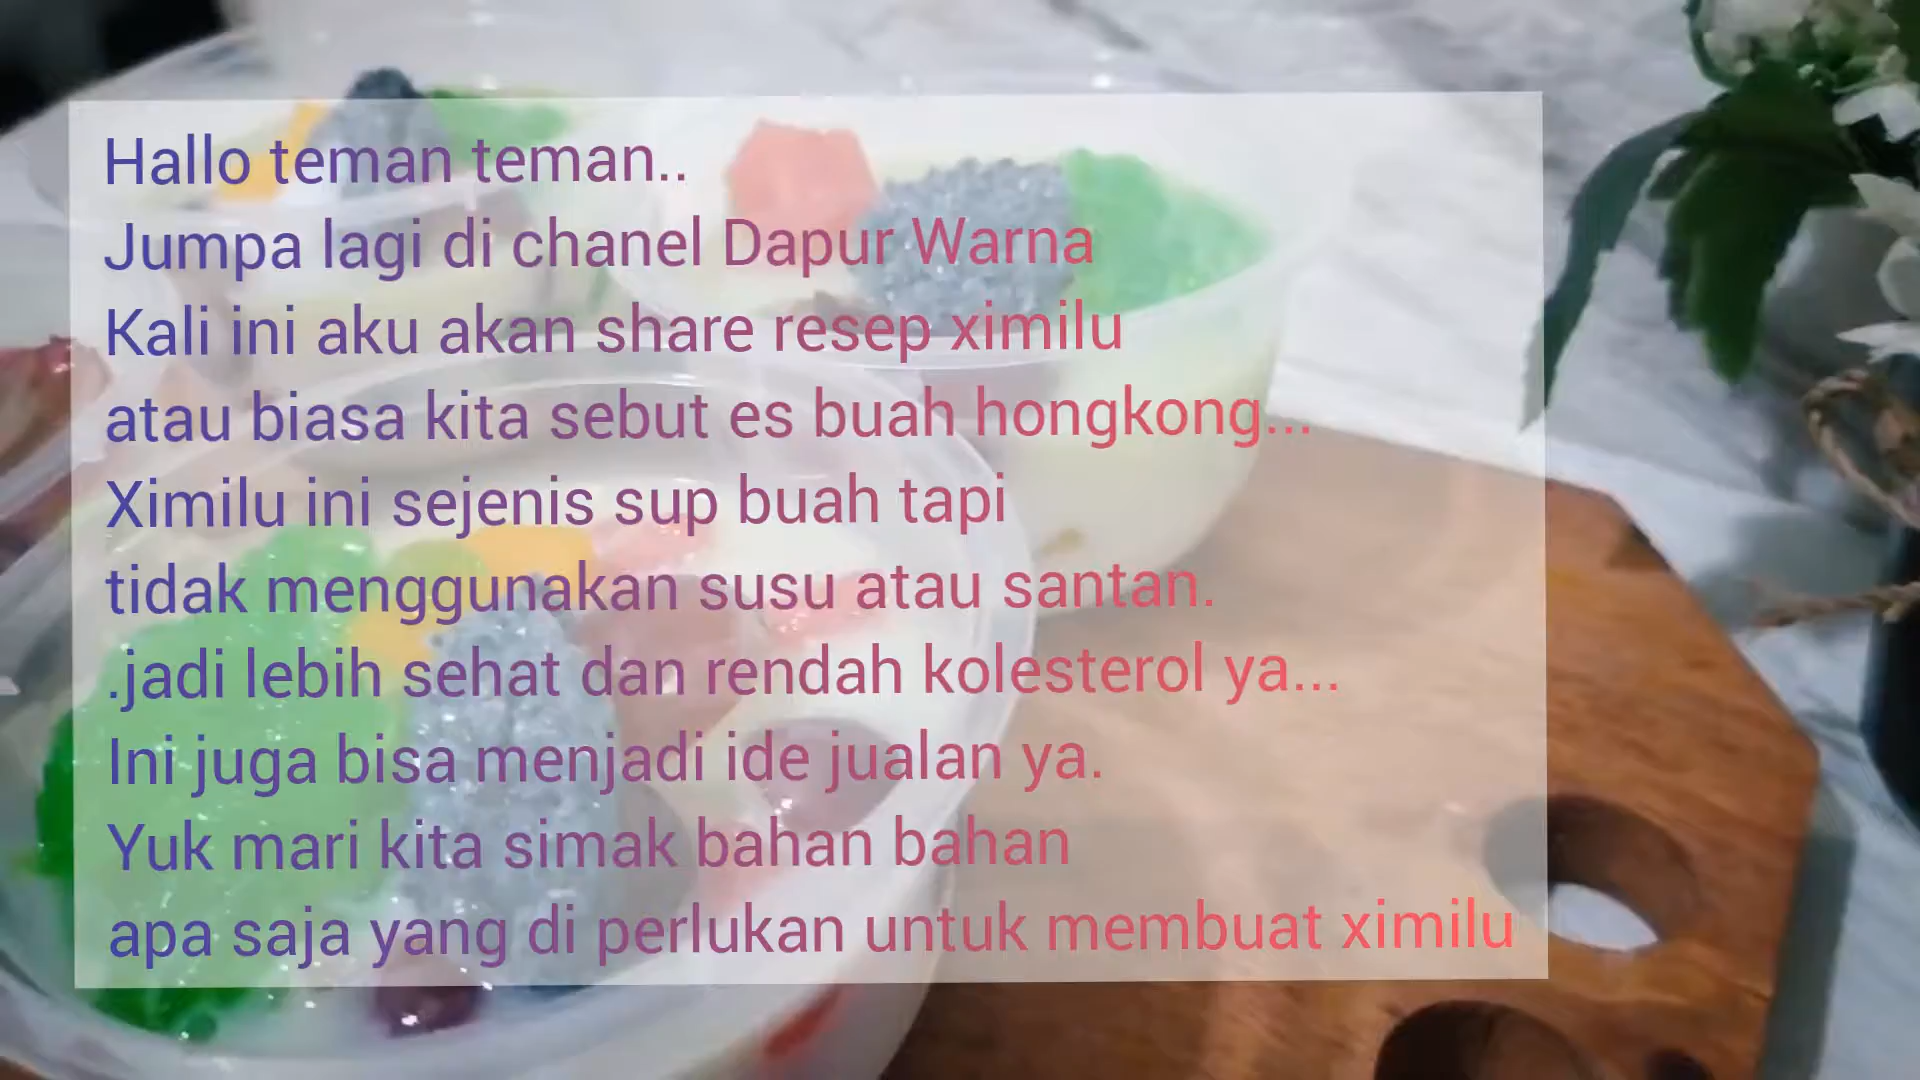 Hallo teman teman..
Jumpa lagi di chanel Dapur Warna
Kali ini aku akan share resep ximilu
atau biasa kita sebut es buah hongkong...
Ximilu ini sejenis sup buah tapi
tidak menggunakan susu atau santan.
.jadi lebih sehat dan rendah kolesterol ya...
Ini juga bisa menjadi ide jualan ya.
Yuk mari kita simak bahan bahan
apa saja yang di perlukan untuk membuat ximilu